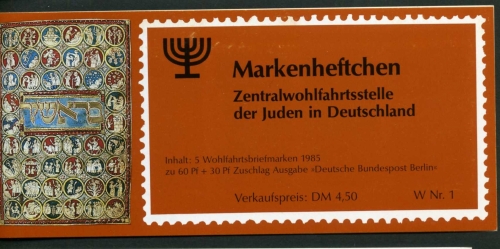 בראשית
Markenheftchen
Zentralwohlfahrtsstelle
der Juden in Deutschland
Inhalt: 5 Wohlfahrtsbriefmarken 1985
zu 60 Pf + 30 Pf Zuschlag Ausgabe »Deutsche Bundespost Berlin«
Verkaufspreis: DM 4,50 W Nr. 1